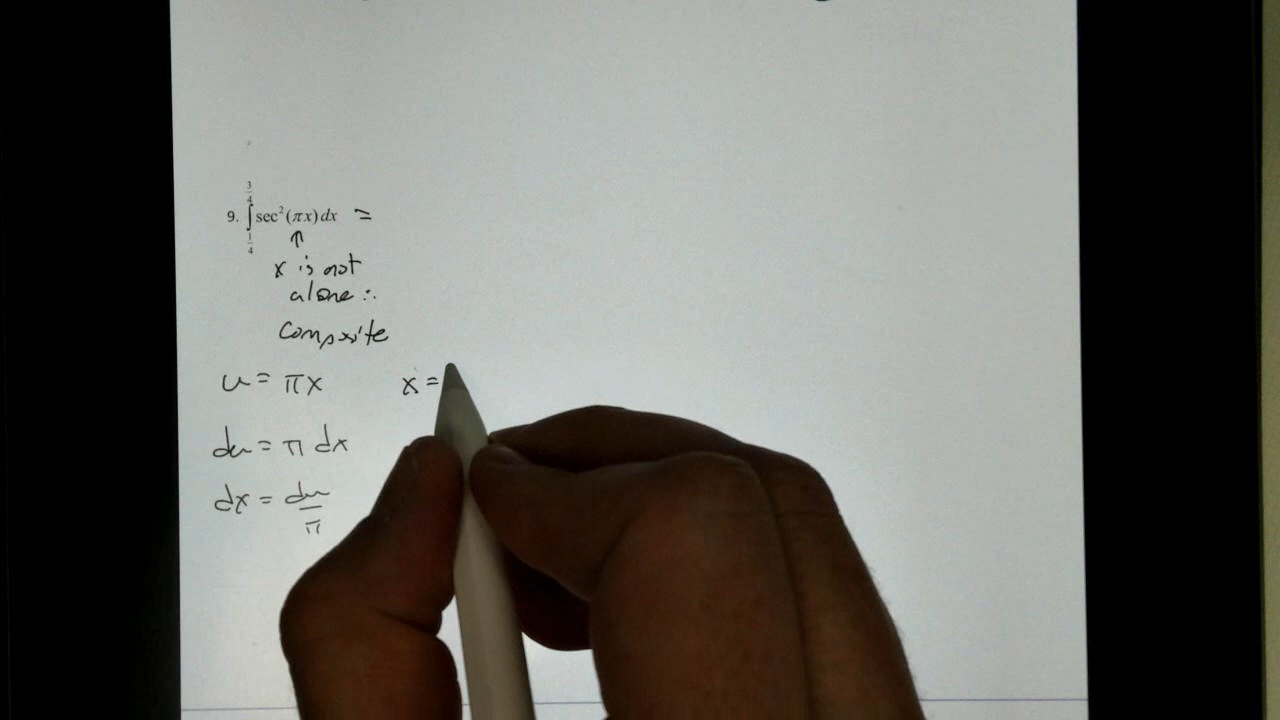 9. ∫_{1/4}^{3/4} sec²(πx) dx =
↑
x is not
alone ∴
composite
u = πx x =
du = π dx
dx = du/π